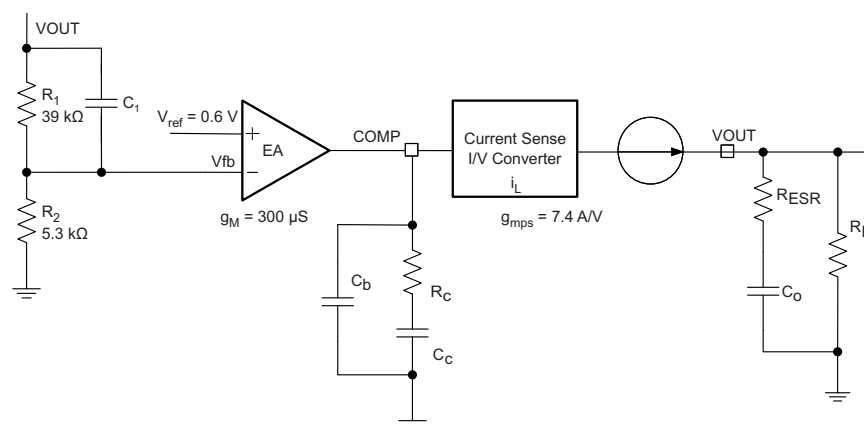 VOUT
R1
39 kΩ
C1
R2
5.3 kΩ
Vref = 0.6 V
Vfb
EA
gM = 300 µS
COMP
Cb
Rc
Cc
Current Sense
I/V Converter
iL
gmps = 7.4 A/V
VOUT
RESR
Co